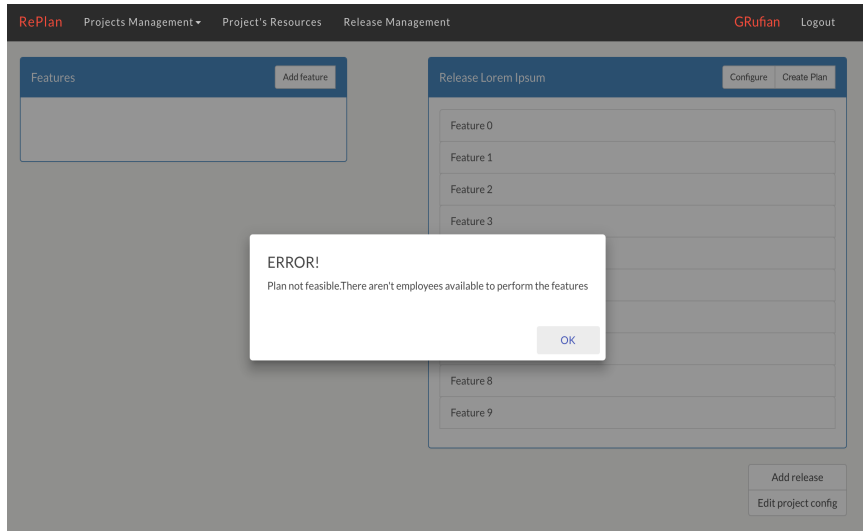 RePlan Projects Management Project's Resources Release Management GRufian Logout
Features Add feature
Release Lorem Ipsum Configure Create Plan
Feature 0
Feature 1
Feature 2
Feature 3
ERROR!
Plan not feasible.There aren't employees available to perform the features
OK
Feature 8
Feature 9
Add release
Edit project config